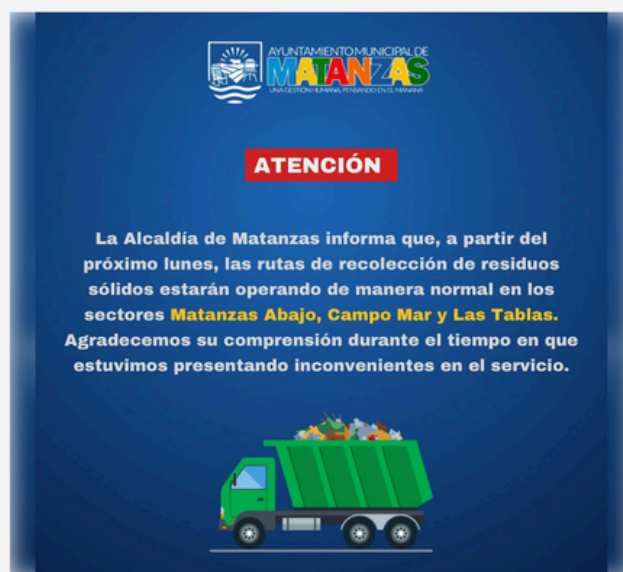 AYUNTAMIENTO MUNICIPAL DE
MATANZAS
UNA GESTIÓN HUMANA, PENSANDO EN EL MAÑANA
ATENCIÓN
La Alcaldía de Matanzas informa que, a partir del
próximo lunes, las rutas de recolección de residuos
sólidos estarán operando de manera normal en los
sectores Matanzas Abajo, Campo Mar y Las Tablas.
Agradecemos su comprensión durante el tiempo en que
estuvimos presentando inconvenientes en el servicio.